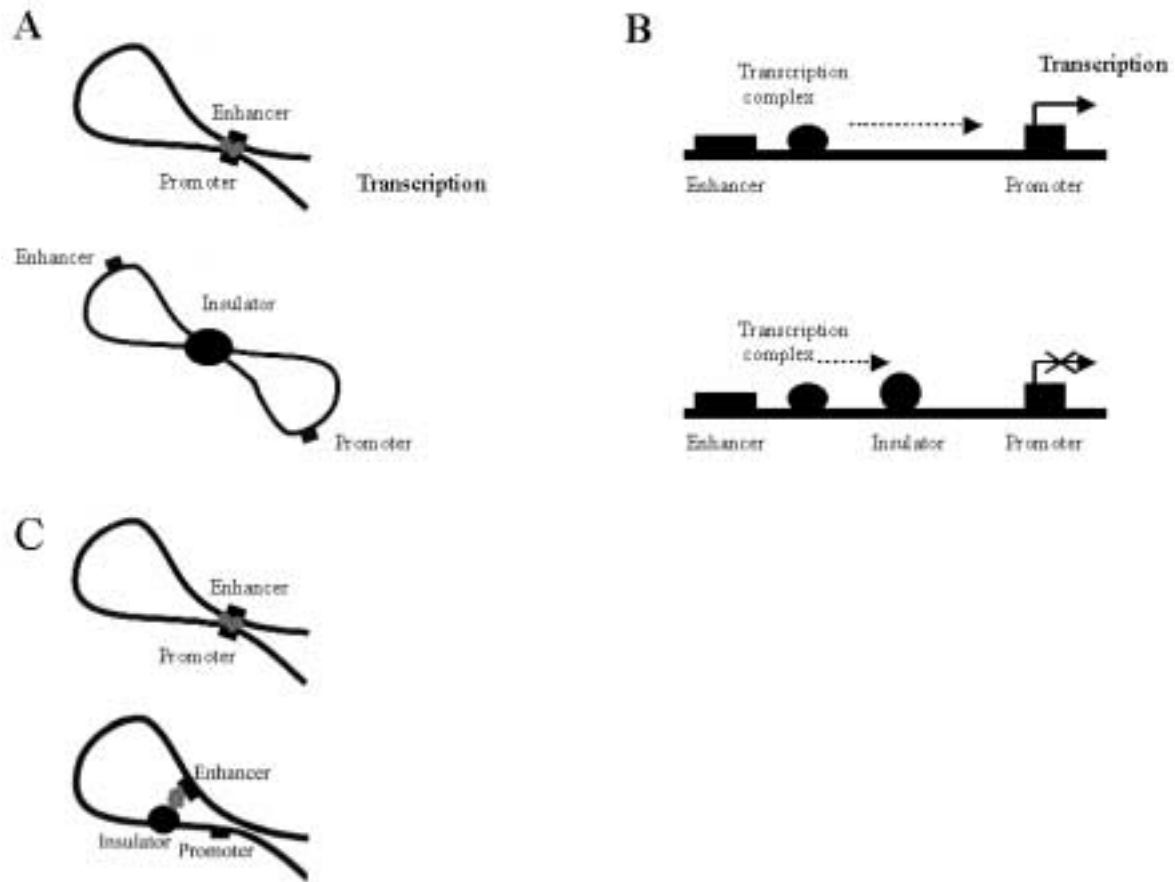 A
Enhancer
Promoter
Transcription
Enhancer
Insulator
Promoter
B
Transcription
complex
Transcription
Enhancer
Promoter
Transcription
complex
Enhancer
Insulator
Promoter
C
Enhancer
Promoter
Enhancer
Insulator
Promoter